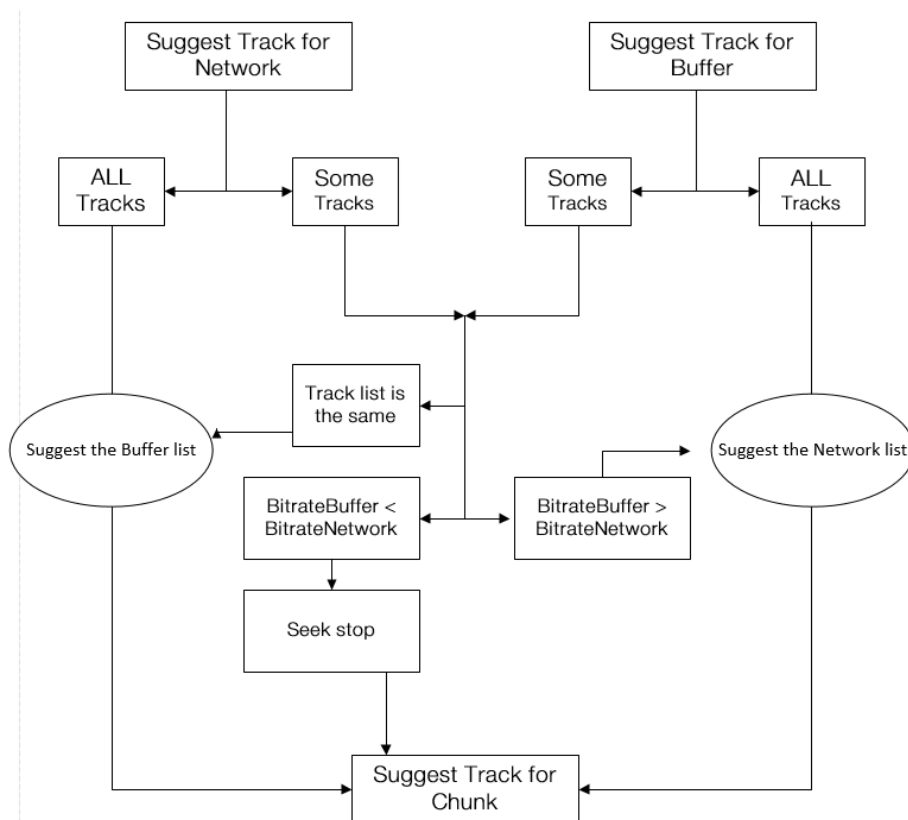 Suggest Track for
Network
Suggest Track for
Buffer
ALL
Tracks
Some
Tracks
Some
Tracks
ALL
Tracks
Track list is
the same
Suggest the Buffer list
Suggest the Network list
BitrateBuffer <
BitrateNetwork
BitrateBuffer >
BitrateNetwork
Seek stop
Suggest Track for
Chunk